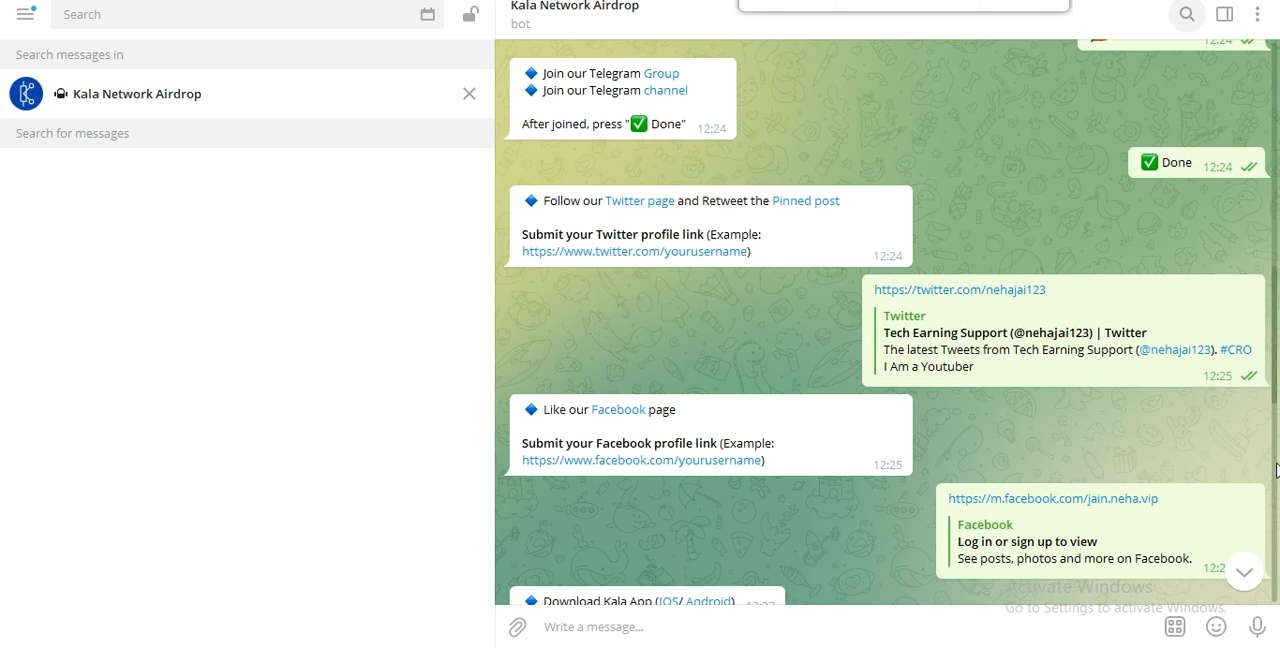 Search
Search messages in
Kala Network Airdrop
Search for messages
Kala Network Airdrop
bot
12:24
Join our Telegram Group
Join our Telegram channel
After joined, press "✅ Done" 12:24
✅ Done 12:24
Follow our Twitter page and Retweet the Pinned post
Submit your Twitter profile link (Example:
https://www.twitter.com/yourusername)
12:24
https://twitter.com/nehajai123
Twitter
Tech Earning Support (@nehajai123) | Twitter
The latest Tweets from Tech Earning Support (@nehajai123). #CRO
I Am a Youtuber
12:25
Like our Facebook page
Submit your Facebook profile link (Example:
https://www.facebook.com/yourusername)
12:25
https://m.facebook.com/jain.neha.vip
Facebook
Log in or sign up to view
See posts, photos and more on Facebook.
Download Kala App (IOS/ Android) 12:27
Activate Windows
Go to Settings to activate Windows.
Write a message...